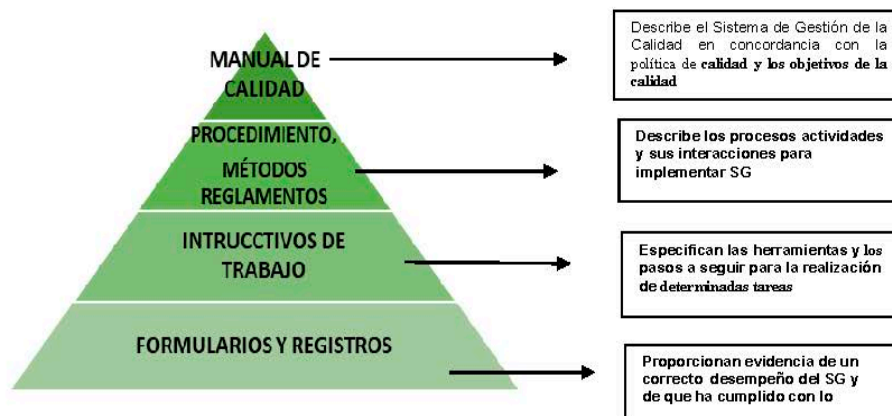 MANUAL DE
CALIDAD
Describe el Sistema de Gestión de la
Calidad en concordancia con la
política de calidad y los objetivos de la
calidad
PROCEDIMIENTO,
MÉTODOS
REGLAMENTOS
Describe los procesos actividades
y sus interacciones para
implementar SG
INTRUCCTIVOS DE
TRABAJO
Especifican las herramientas y los
pasos a seguir para la realización
de determinadas tareas
FORMULARIOS Y REGISTROS
Proporcionan evidencia de un
correcto desempeño del SG y
de que ha cumplido con lo